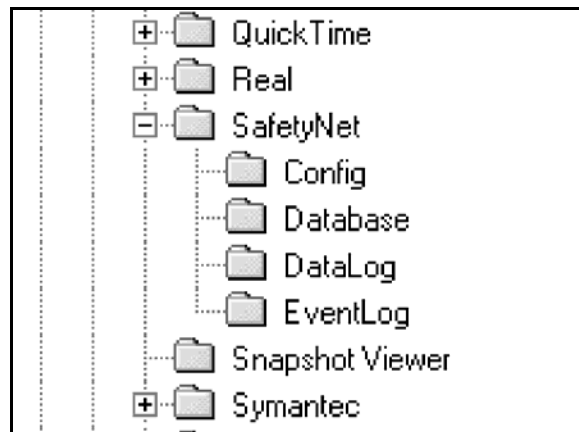 QuickTime
Real
SafetyNet
Config
Database
DataLog
EventLog
Snapshot Viewer
Symantec